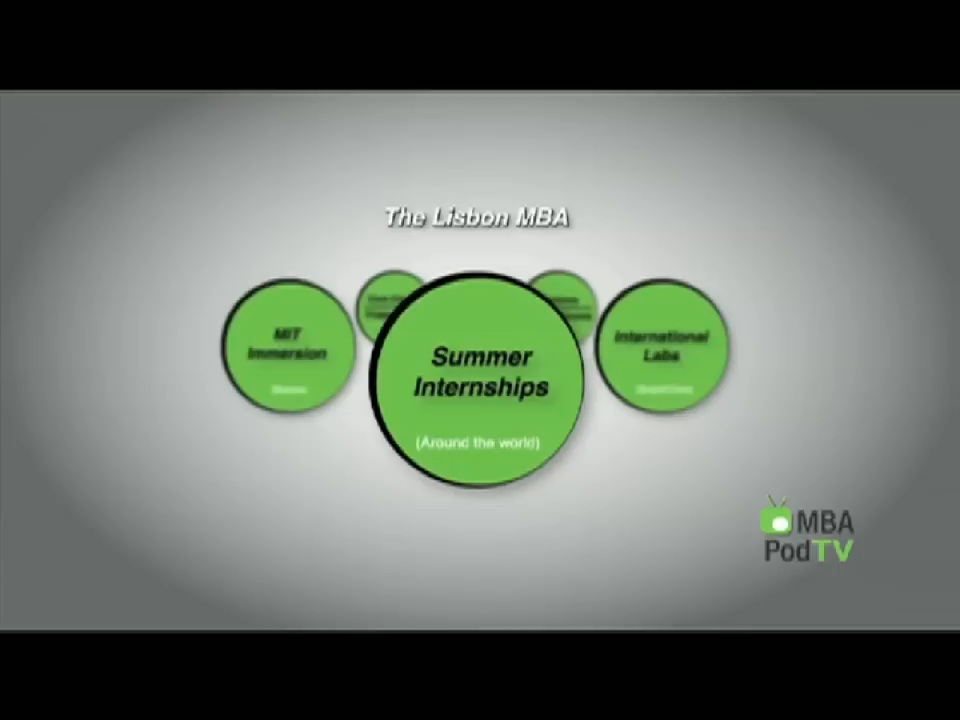 The Lisbon MBA
MIT
Immersion
Summer
Internships
(Around the world)
International
Labs
MBA
PodTV